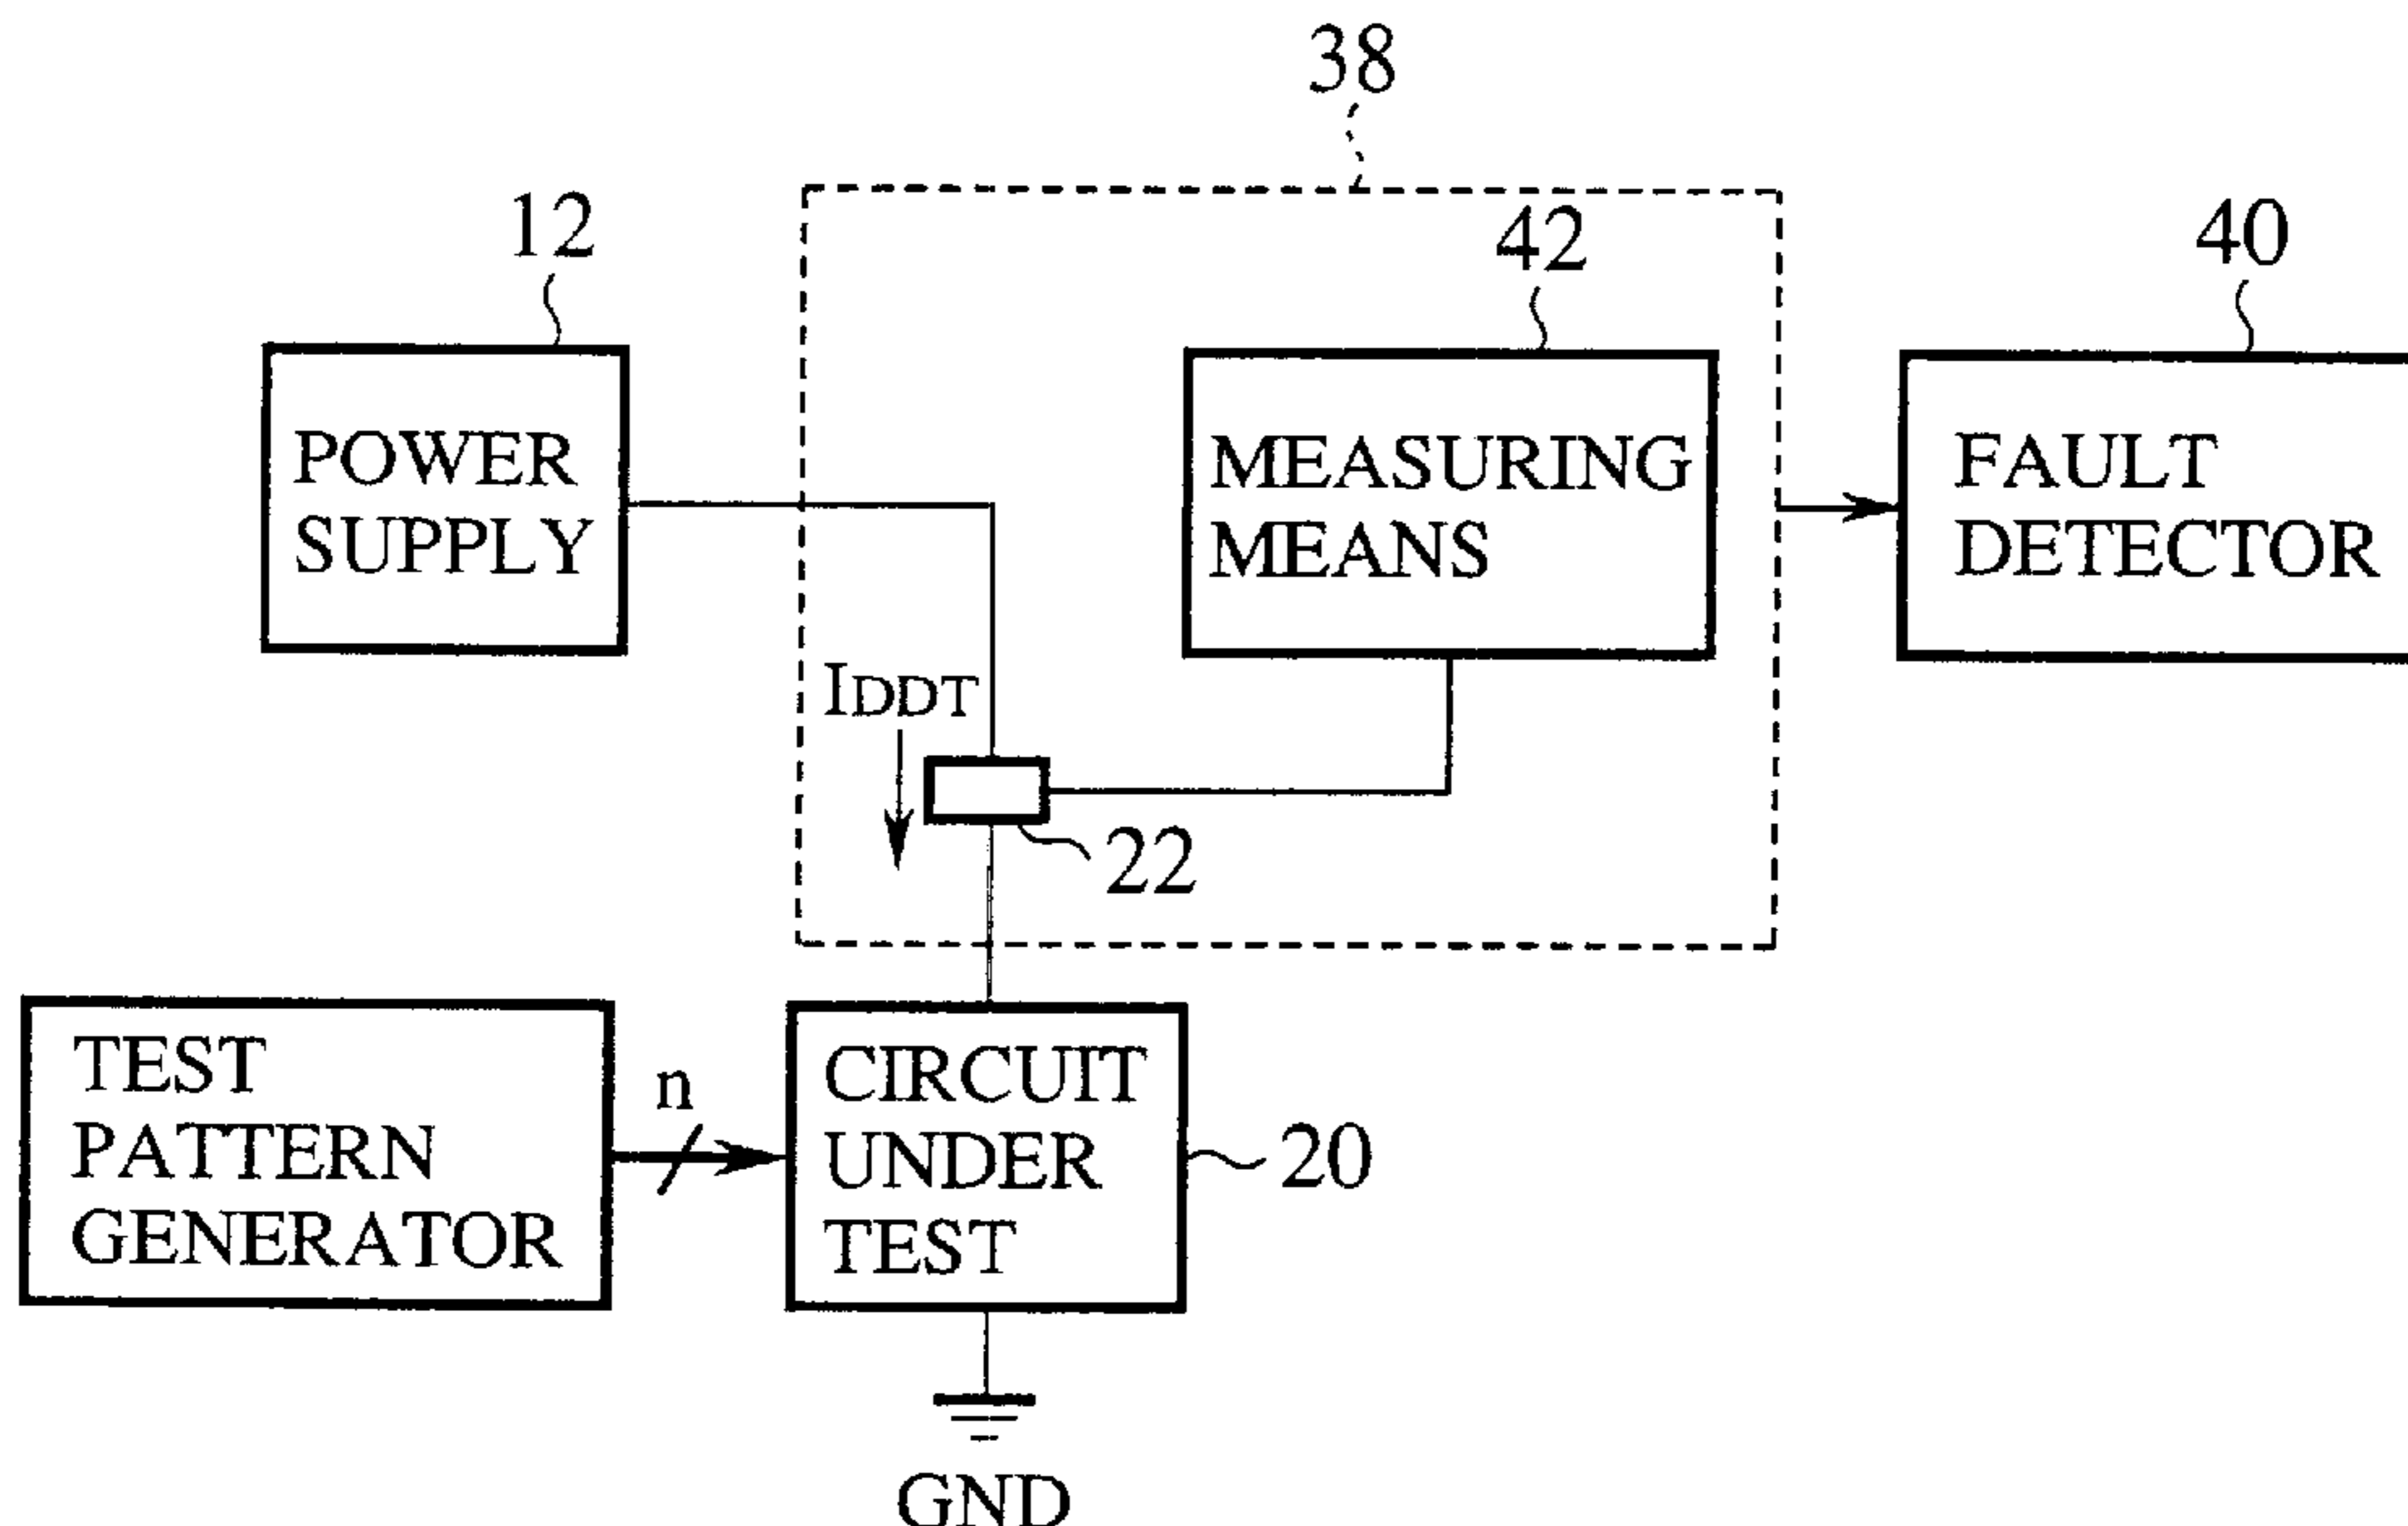 38
12
42
40
POWER
SUPPLY
MEASURING
MEANS
FAULT
DETECTOR
IDDT
22
TEST
PATTERN
GENERATOR
n
CIRCUIT
UNDER
TEST
20
GND